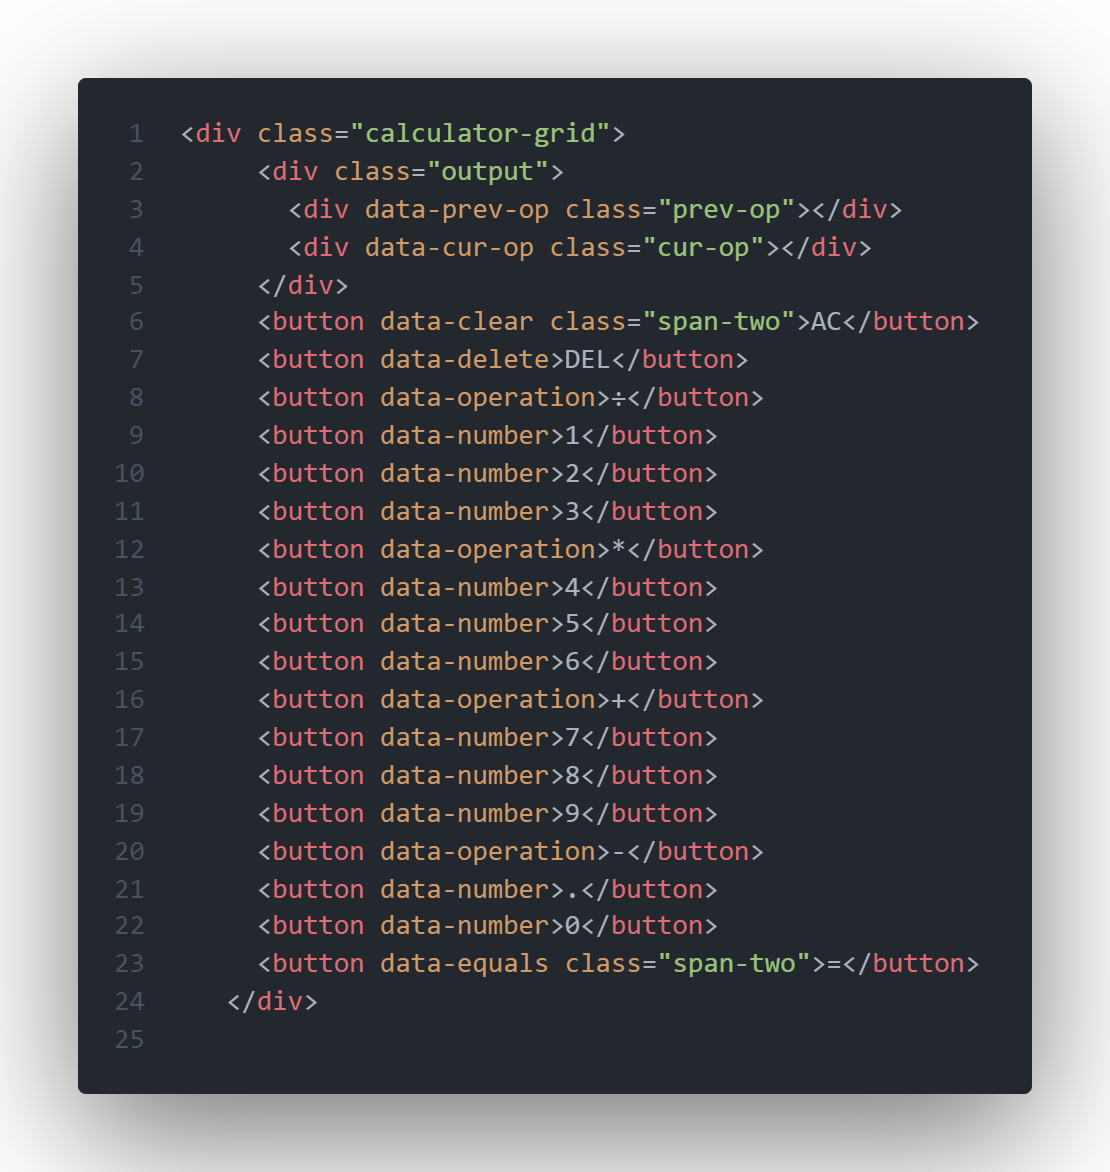 1 <div class="calculator-grid">
2 <div class="output">
3 <div data-prev-op class="prev-op"></div>
4 <div data-cur-op class="cur-op"></div>
5 </div>
6 <button data-clear class="span-two">AC</button>
7 <button data-delete>DEL</button>
8 <button data-operation>÷</button>
9 <button data-number>1</button>
10 <button data-number>2</button>
11 <button data-number>3</button>
12 <button data-operation>*</button>
13 <button data-number>4</button>
14 <button data-number>5</button>
15 <button data-number>6</button>
16 <button data-operation>+</button>
17 <button data-number>7</button>
18 <button data-number>8</button>
19 <button data-number>9</button>
20 <button data-operation>-</button>
21 <button data-number>.</button>
22 <button data-number>0</button>
23 <button data-equals class="span-two">=</button>
24 </div>
25